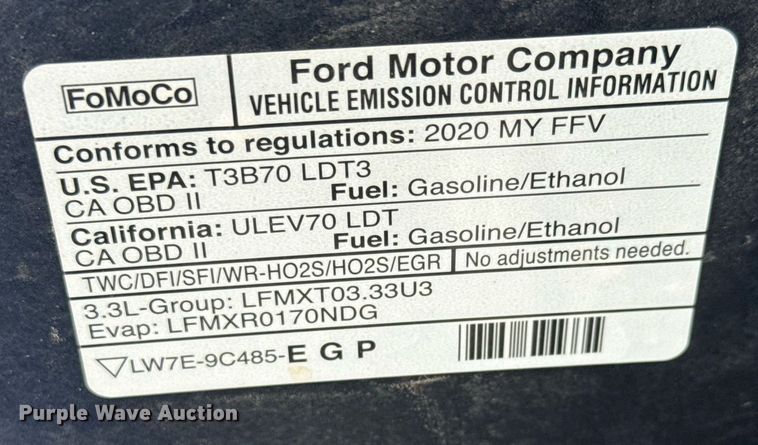 FoMoCo
Ford Motor Company
VEHICLE EMISSION CONTROL INFORMATION
Conforms to regulations: 2020 MY FFV
U.S. EPA: T3B70 LDT3
CA OBD II Fuel: Gasoline/Ethanol
California: ULEV70 LDT
CA OBD II Fuel: Gasoline/Ethanol
TWC/DFI/SFI/WR-HO2S/HO2S/EGR No adjustments needed.
3.3L-Group: LFMXT03.33U3
Evap: LFMXR0170NDG
LW7E-9C485-E G P
Purple Wave Auction